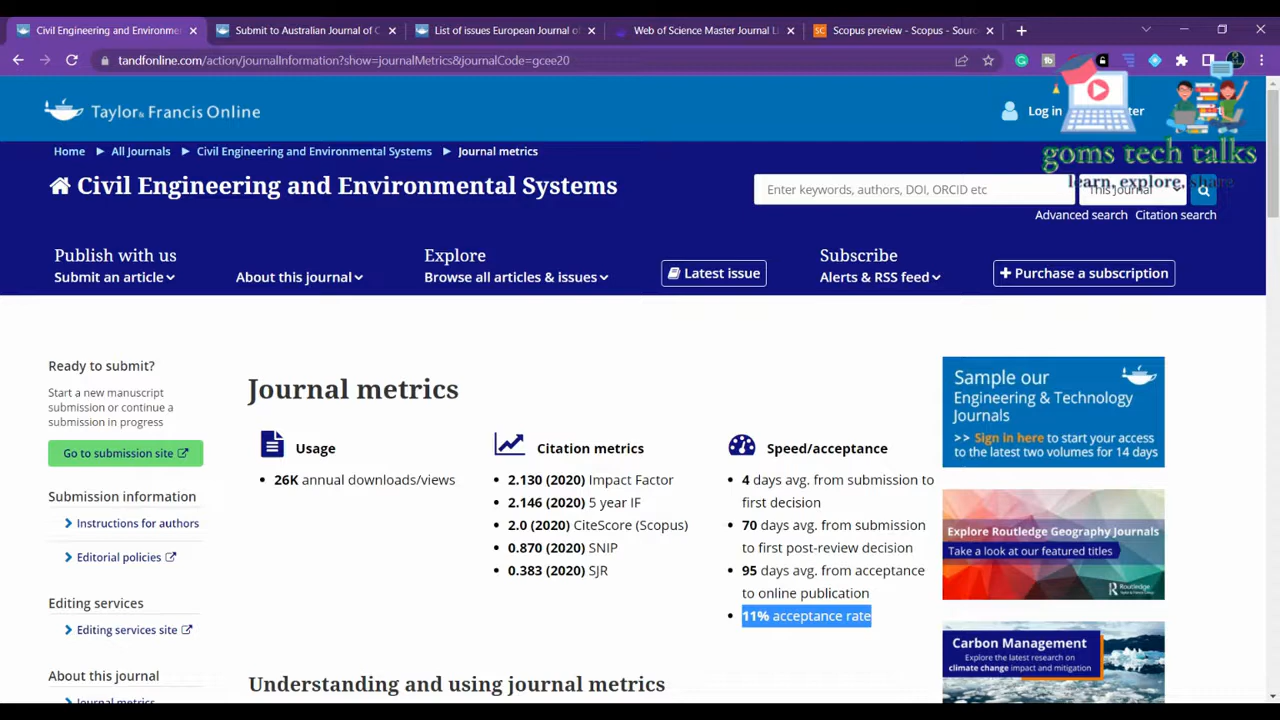 Civil Engineering and Environme
Submit to Australian Journal of C
List of issues European Journal o
Web of Science Master Journal Li
SC
Scopus preview - Scopus - Sourc
tandfonline.com/action/journalInformation?show=journalMetrics&journalCode=gcee20
Taylor & Francis Online
Log in
goms tech talks
learn, explore, share
Home
All Journals
Civil Engineering and Environmental Systems
Journal metrics
Civil Engineering and Environmental Systems
Enter keywords, authors, DOI, ORCID etc
This Journal
Advanced search
Citation search
Publish with us
Explore
Subscribe
Submit an article
About this journal
Browse all articles & issues
Latest issue
Alerts & RSS feed
+ Purchase a subscription
Ready to submit?
Start a new manuscript
submission or continue a
submission in progress
Go to submission site
Submission information
Instructions for authors
Editorial policies
Editing services
Editing services site
About this journal
Journal metrics
Journal metrics
Usage
• 26K annual downloads/views
Citation metrics
• 2.130 (2020) Impact Factor
• 2.146 (2020) 5 year IF
• 2.0 (2020) CiteScore (Scopus)
• 0.870 (2020) SNIP
• 0.383 (2020) SJR
Speed/acceptance
• 4 days avg. from submission to
first decision
• 70 days avg. from submission
to first post-review decision
• 95 days avg. from acceptance
to online publication
• 11% acceptance rate
Understanding and using journal metrics
Sample our
Engineering & Technology
Journals
>> Sign in here to start your access
to the latest two volumes for 14 days
Explore Routledge Geography Journals
Take a look at our featured titles
Routledge
Carbon Management
Explore the latest research on
climate change impact and mitigation